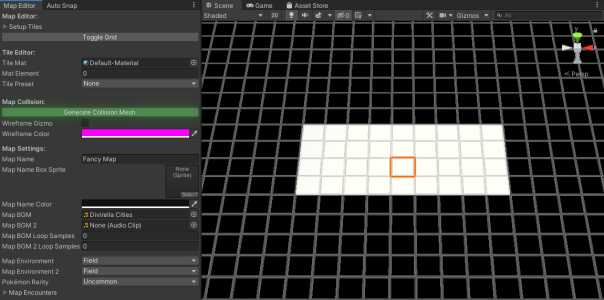 Map Editor
Auto Snap
Map Editor:
Setup Tiles
Toggle Grid
Tile Editor:
Tile Mat
Default-Material
Mat Element
0
Tile Preset
None
Map Collision:
Generate Collision Mesh
Wireframe Gizmo
Wireframe Color
Map Settings:
Map Name
Fancy Map
Map Name Box Sprite
None
(Sprite)
Select
Map Name Color
Map BGM
Divirella Cities
Map BGM 2
None (Audio Clip)
Map BGM Loop Samples
0
Map BGM 2 Loop Samples
0
Map Environment
Field
Map Environment 2
Field
Pokémon Rarity
Uncommon
Map Encounters
Scene
Game
Asset Store
Shaded
2D
0
Gizmos
All
y
x
Persp